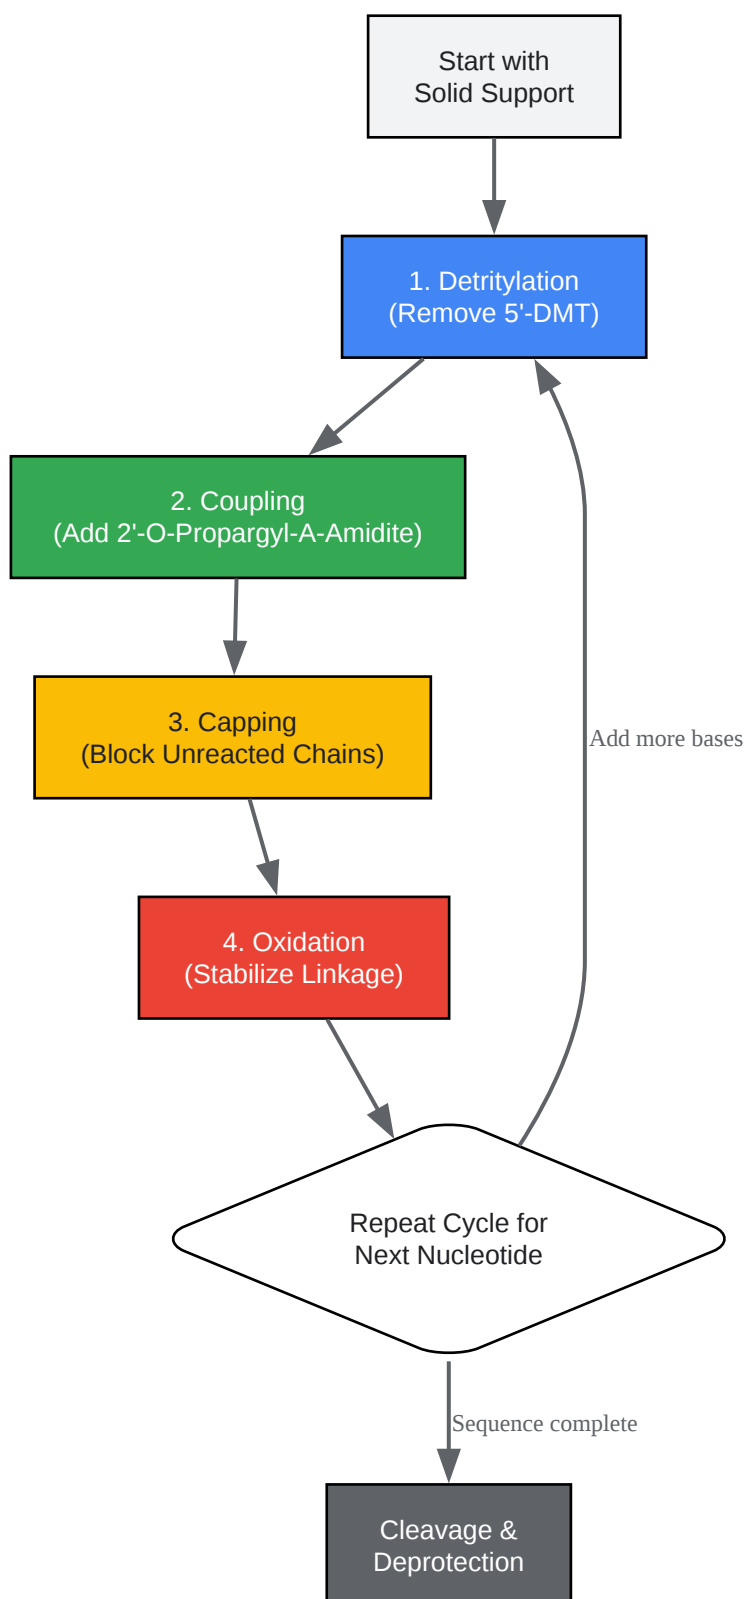 Start with
Solid Support
1. Detritylation
(Remove 5'-DMT)
2. Coupling
(Add 2'-O-Propargyl-A-Amidite)
3. Capping
(Block Unreacted Chains)
Add more bases
4. Oxidation
(Stabilize Linkage)
Repeat Cycle for
Next Nucleotide
Sequence complete
Cleavage &
Deprotection